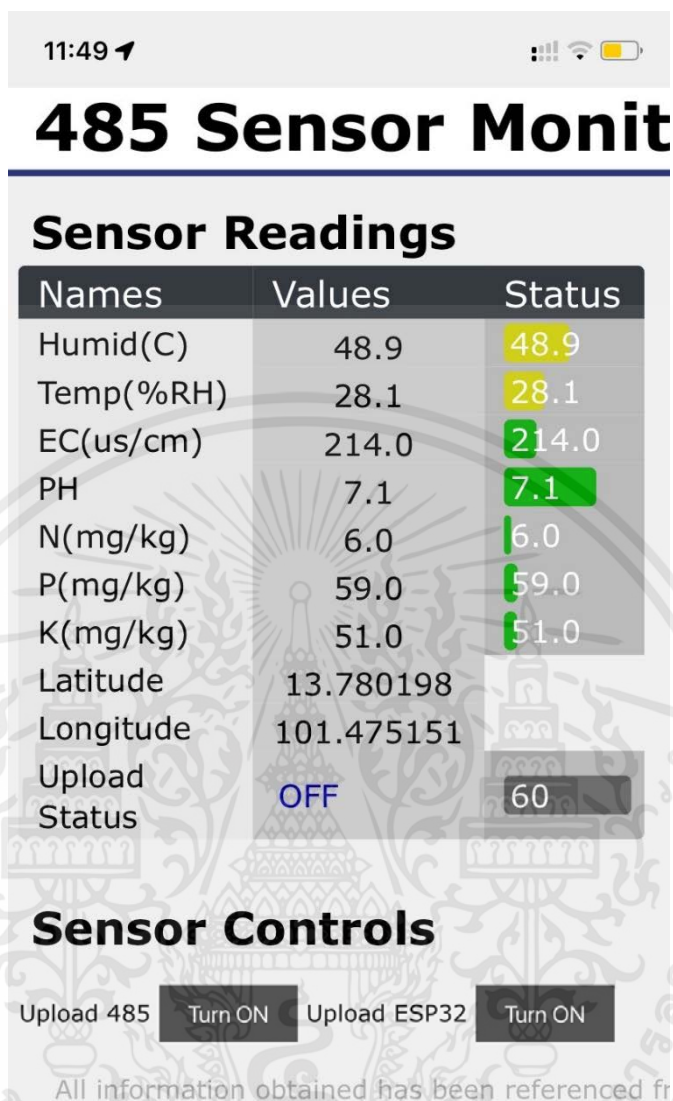 11:49
485 Sensor Monit
Sensor Readings
Names Values Status
Humid(C) 48.9 48.9
Temp(%RH) 28.1 28.1
EC(us/cm) 214.0 214.0
PH 7.1 7.1
N(mg/kg) 6.0 6.0
P(mg/kg) 59.0 59.0
K(mg/kg) 51.0 51.0
Latitude 13.780198
Longitude 101.475151
Upload
Status OFF 60
Sensor Controls
Upload 485 Turn ON Upload ESP32 Turn ON
All information obtained has been referenced fr